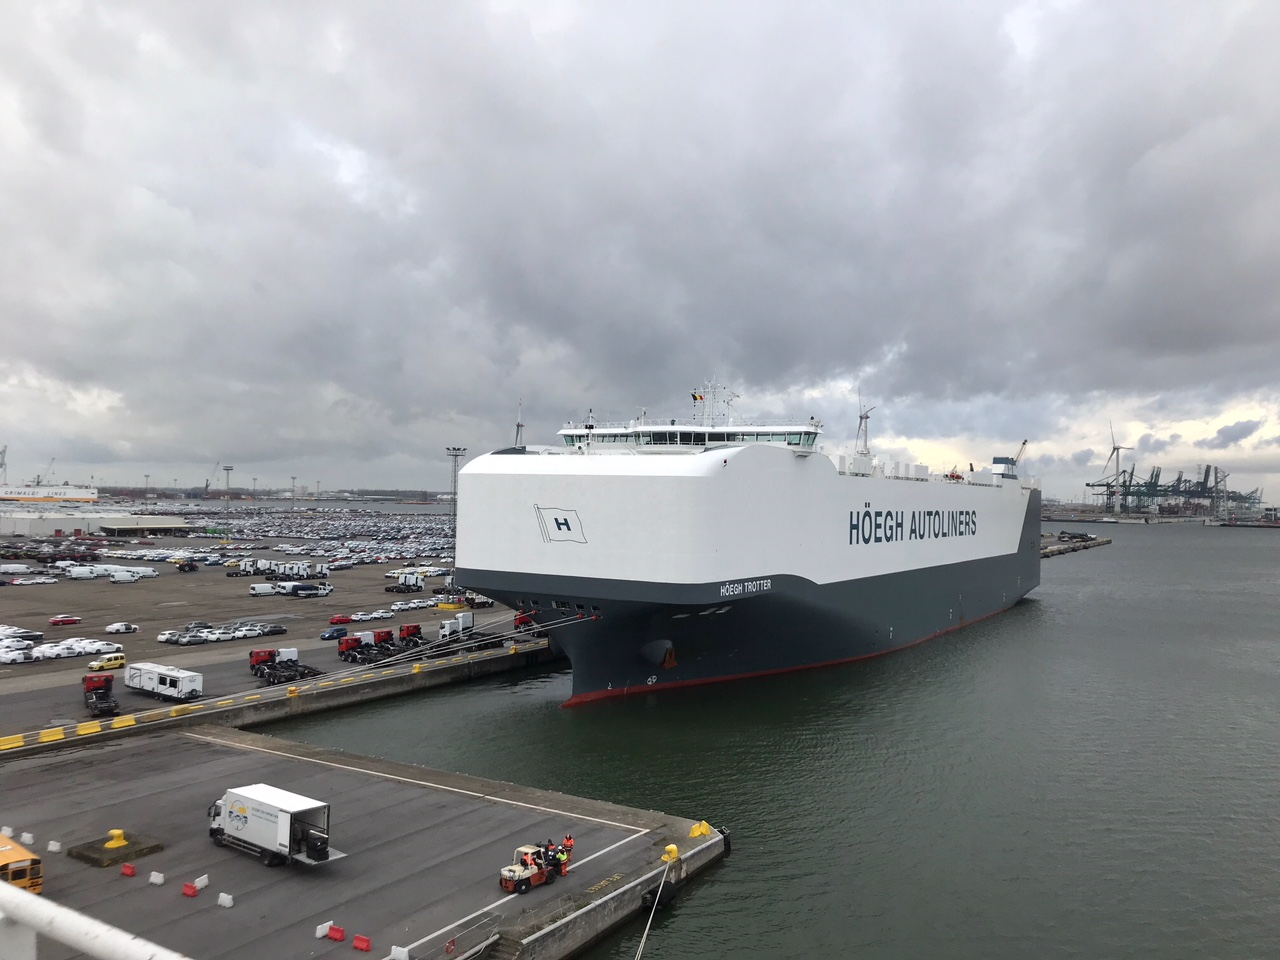 GRIMALDI LINES
H
HÖEGH AUTOLINERS
HÖEGH TROTTER